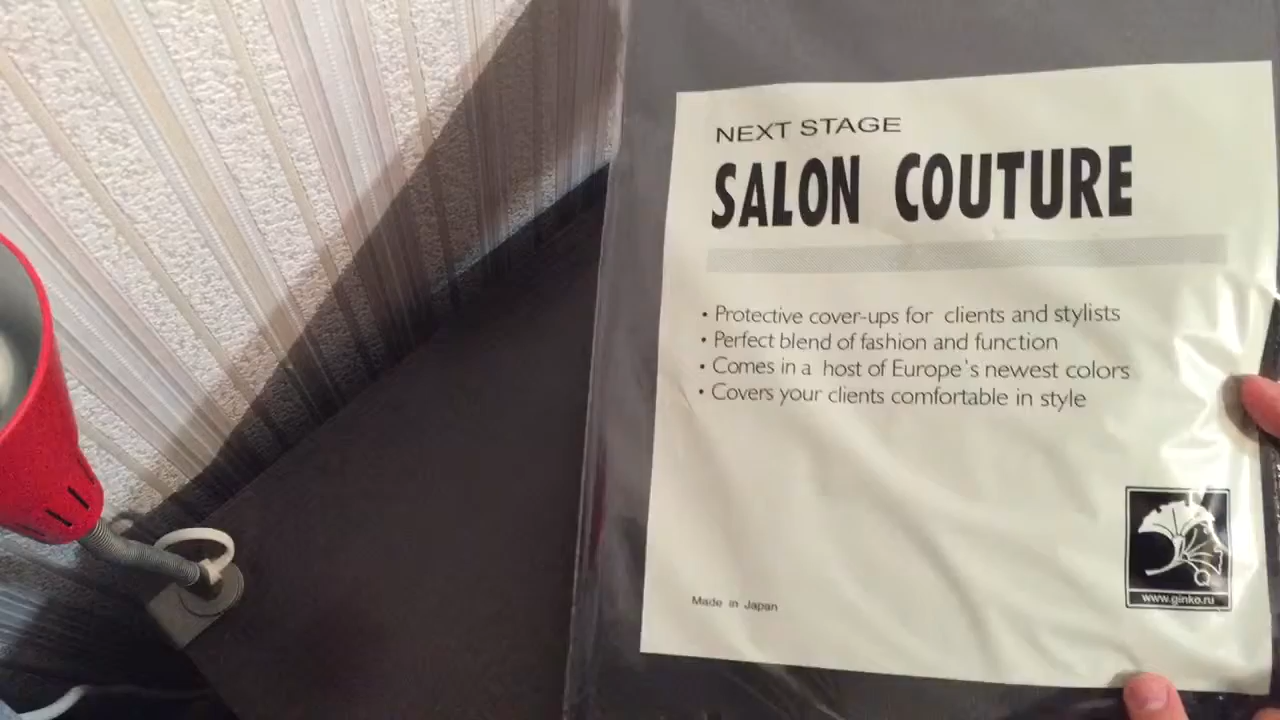 NEXT STAGE
SALON COUTURE
• Protective cover-ups for clients and stylists
• Perfect blend of fashion and function
• Comes in a host of Europe's newest colors
• Covers your clients comfortable in style
Made in Japan
www.ginko.ru